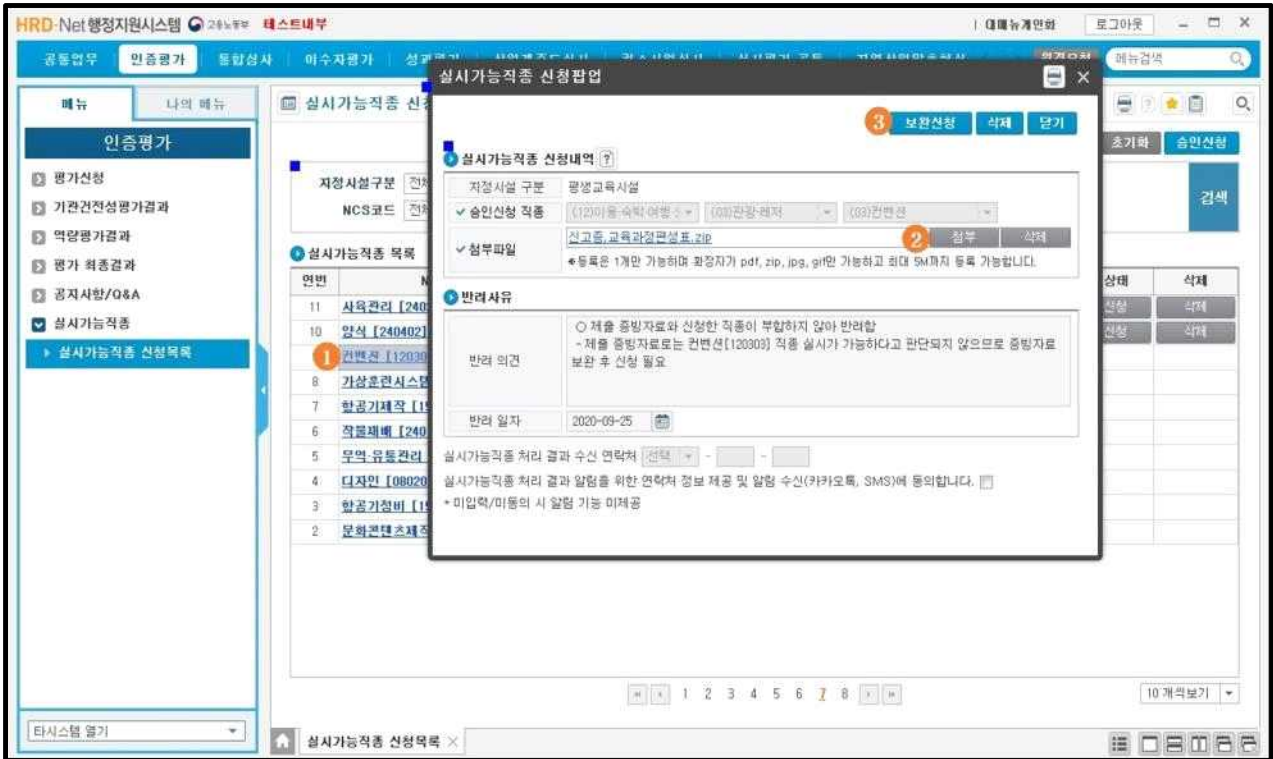 HRD-Net 행정지원시스템 고용노동부 테스트내부
| 대메뉴개인화 로그아웃
공통업무 인증평가 통합심사 이수자평가
메뉴검색
메뉴 나의 메뉴
인증평가
평가신청
기관건전성평가결과
역량평가결과
평가 최종결과
공지사항/Q&A
실시가능직종
실시가능직종 신청목록
타시스템 열기
실시가능직종
초기화 승인신청
지정시설구분
NCS코드
검색
실시가능직종 목록
연번 상태 삭제
11 사육관리 [240 신청 삭제
10 양식 [240402] 신청 삭제
1 컨벤션 [12030
8 가상훈련시스템
7 항공기제작 [1
6 작물재배 [240
5 무역·유통관리
4 디자인 [08020
3 항공기정비 [1
2 문화콘텐츠제작
실시가능직종 신청팝업
3 보완신청 삭제 닫기
실시가능직종 신청내역 ?
지정시설 구분 평생교육시설
승인신청 직종 (03)관광·레저 (03)컨벤션
첨부파일 신고증,교육과정편성표.zip 2 첨부 삭제
*등록은 1개만 가능하며 확장자가 pdf, zip, jpg, gif만 가능하고 최대 5M까지 등록 가능합니다.
반려사유
반려 의견
○ 제출 증빙자료와 신청한 직종이 부합하지 않아 반려함
- 제출 증빙자료로는 컨벤션[120303] 직종 실시가 가능하다고 판단되지 않으므로 증빙자료
보완 후 신청 필요
반려 일자 2020-09-25
실시가능직종 처리 결과 수신 연락처 선택 - -
실시가능직종 처리 결과 알림을 위한 연락처 정보 제공 및 알림 수신(카카오톡, SMS)에 동의합니다.
* 미입력/미동의 시 알림 기능 미제공
1 2 3 4 5 6 7 8
10 개씩보기
실시가능직종 신청목록